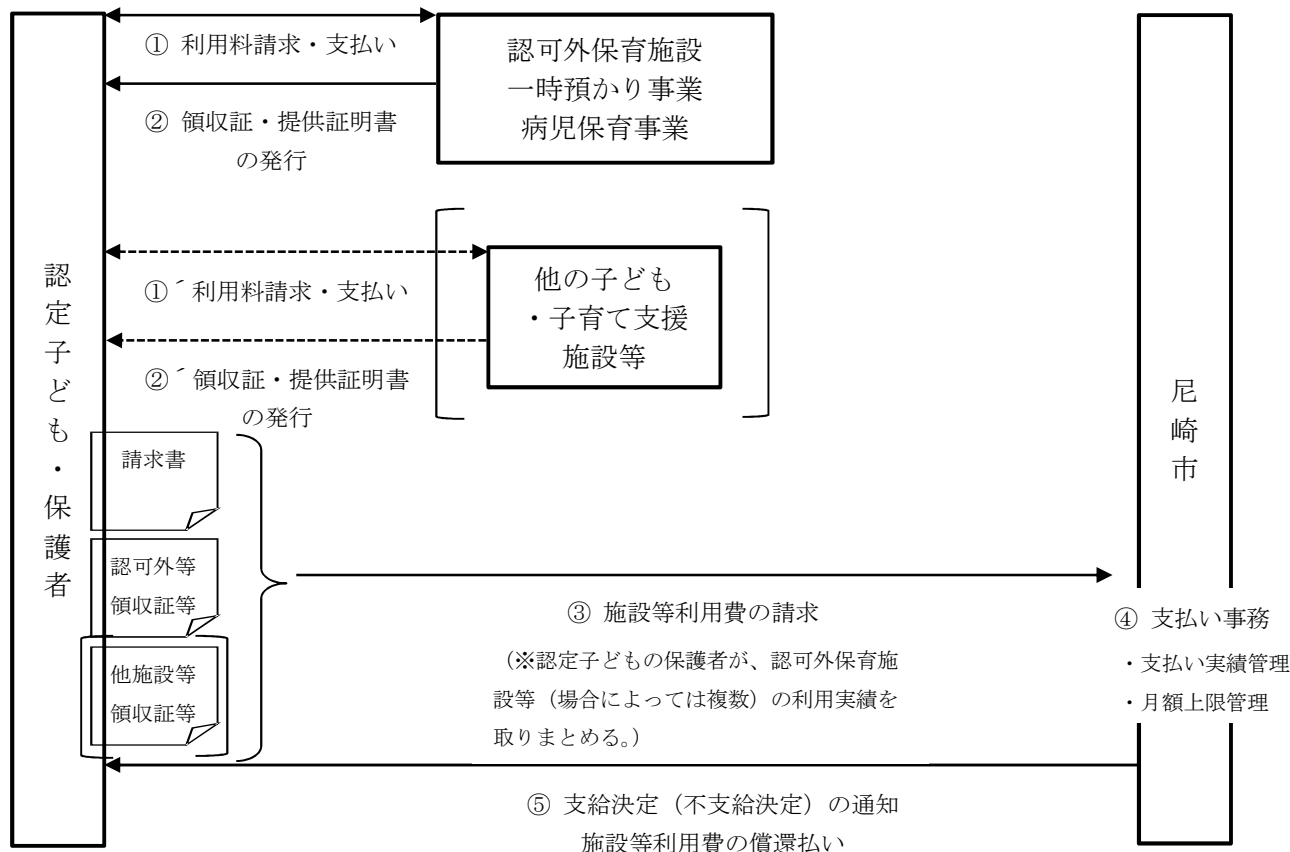 ① 利用料請求・支払い
② 領収証・提供証明書
の発行
認可外保育施設
一時預かり事業
病児保育事業
認定子ども・保護者
①´利用料請求・支払い
②´領収証・提供証明書
の発行
他の子ども
・子育て支援
施設等
尼崎市
請求書
認可外等
領収証等
他施設等
領収証等
③ 施設等利用費の請求
(※認定子どもの保護者が、認可外保育施
設等（場合によっては複数）の利用実績を
取りまとめる。)
④ 支払い事務
・支払い実績管理
・月額上限管理
⑤ 支給決定（不支給決定）の通知
施設等利用費の償還払い